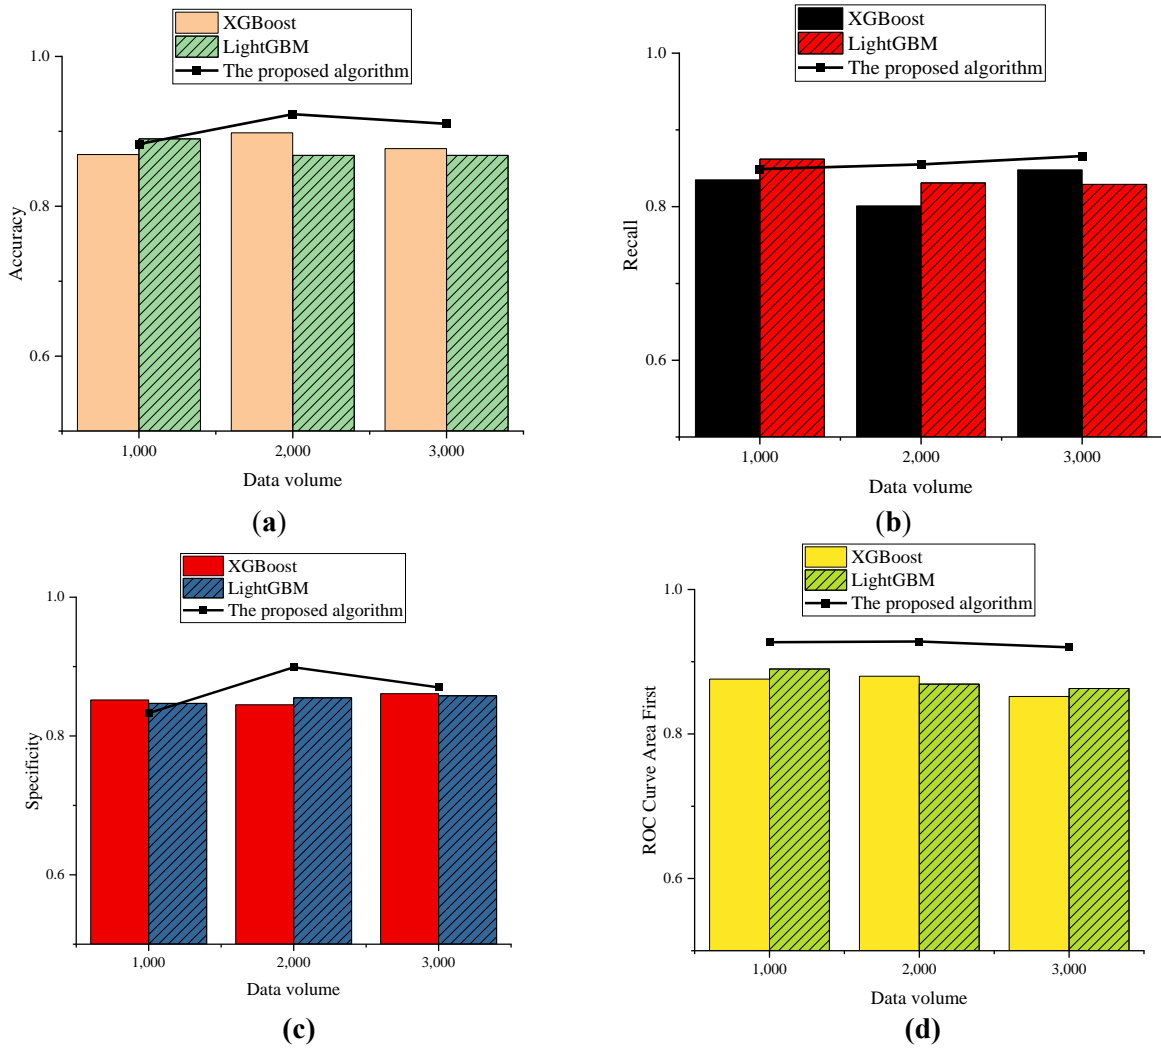 XGBoost
LightGBM
The proposed algorithm
1.0
0.8
0.6
Accuracy
1,000
2,000
3,000
Data volume
(a)
XGBoost
LightGBM
The proposed algorithm
1.0
0.8
0.6
Recall
1,000
2,000
3,000
Data volume
(b)
XGBoost
LightGBM
The proposed algorithm
1.0
0.8
0.6
Specificity
1,000
2,000
3,000
Data volume
(c)
XGBoost
LightGBM
The proposed algorithm
1.0
0.8
0.6
ROC Curve Area First
1,000
2,000
3,000
Data volume
(d)